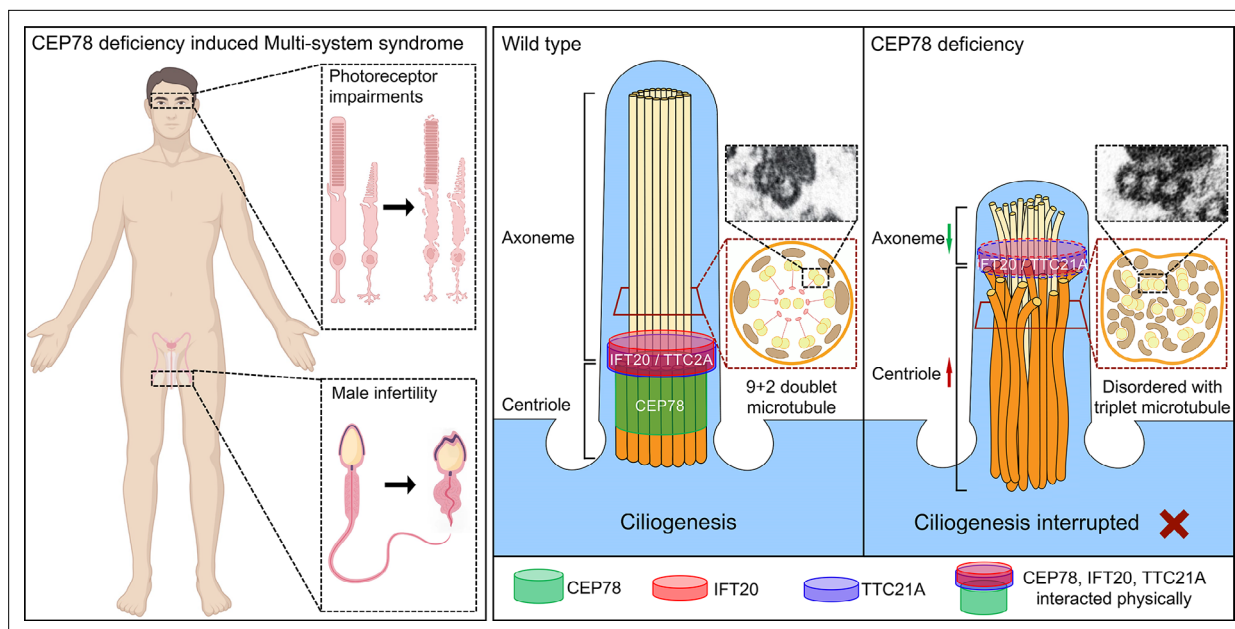 CEP78 deficiency induced Multi-system syndrome
Photoreceptor
impairments
Male infertility
Wild type
Axoneme
IFT20 / TTC2A
Centriole
CEP78
9+2 doublet
microtubule
Ciliogenesis
CEP78 deficiency
Axoneme
IFT20 / TTC21A
Centriole
Disordered with
triplet microtubule
Ciliogenesis interrupted
CEP78
IFT20
TTC21A
CEP78, IFT20, TTC21A
interacted physically